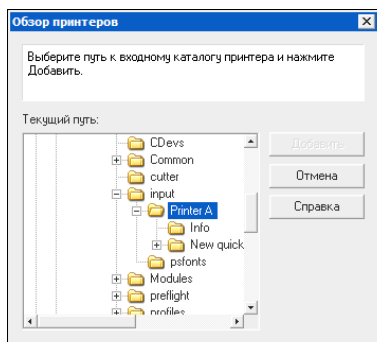 Обзор принтеров
Выберите путь к входному каталогу принтера и нажмите
Добавить.
Текущий путь:
CDevs
Common
cutter
input
Printer A
Info
New quick
psfonts
Modules
preflight
profiles
Добавить
Отмена
Справка